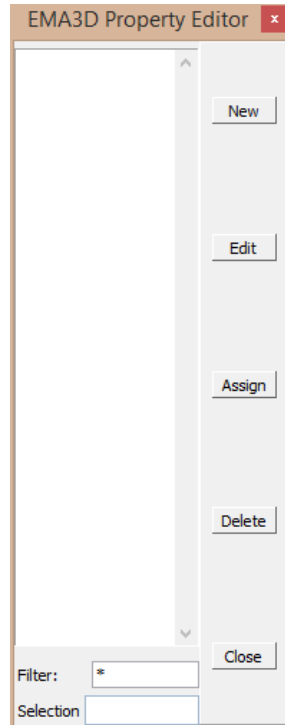 EMA3D Property Editor x
New
Edit
Assign
Delete
Close
Filter: *
Selection